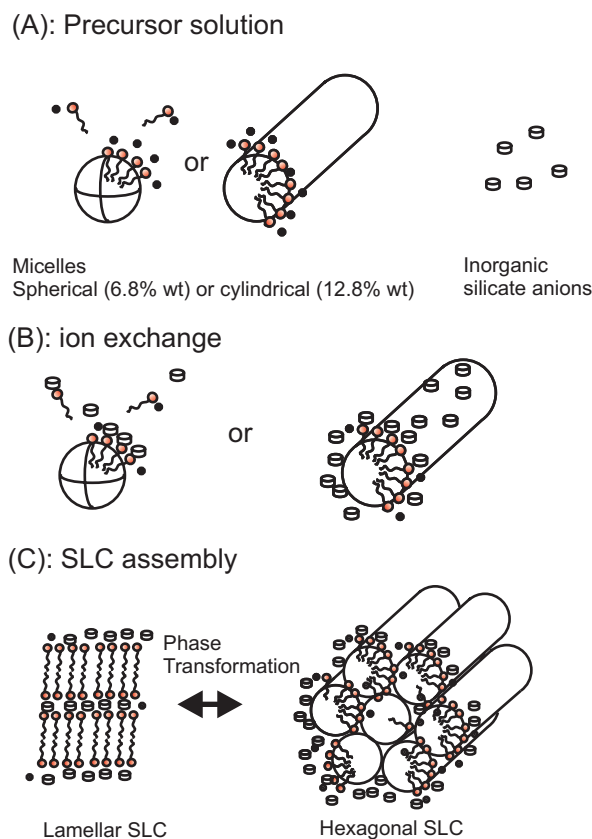 (A): Precursor solution
or
Micelles
Spherical (6.8% wt) or cylindrical (12.8% wt)
Inorganic
silicate anions
(B): ion exchange
or
(C): SLC assembly
Phase
Transformation
Lamellar SLC
Hexagonal SLC